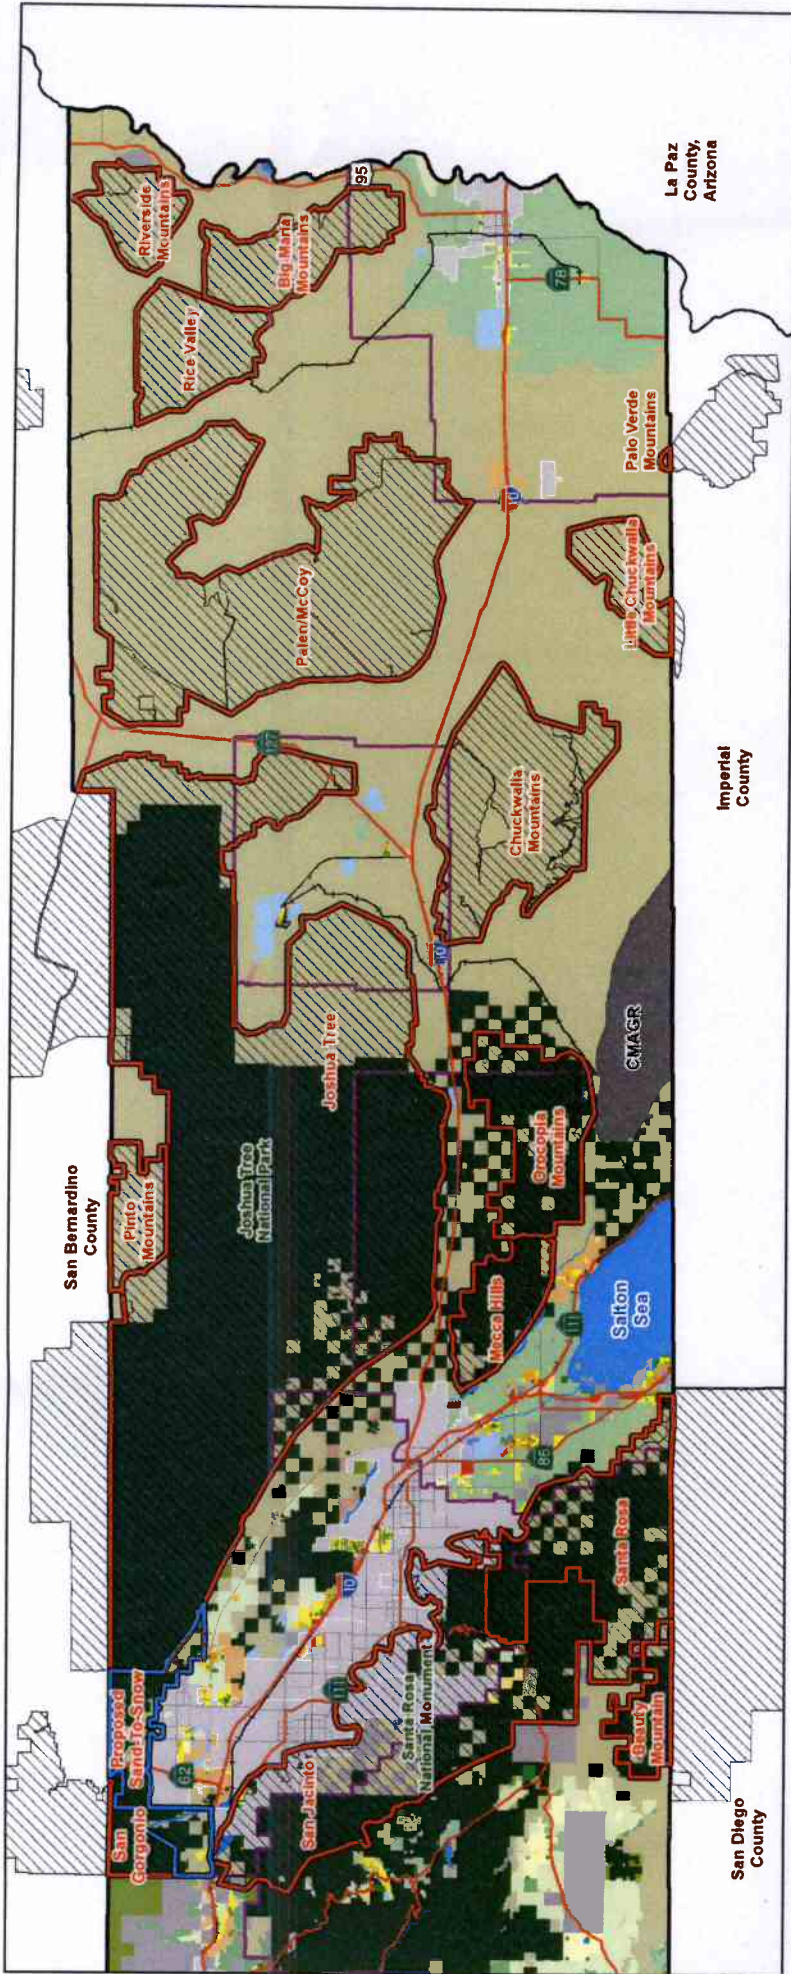 San Bernardino
County
La Paz
County,
Arizona
Imperial
County
San Diego
County
Riverside
Mountains
Big Maria
Mountains
Rice Valley
95
78
Palen/McCoy
Palo Verde
Mountains
Little Chuckwalla
Mountains
Chuckwalla
Mountains
10
Joshua Tree
Joshua Tree
National Park
Pinto
Mountains
CMAGR
Orocopia
Mountains
Mecca Hills
Salton
Sea
111
86
10
Santa Rosa
Santa Rosa
National Monument
Beauty
Mountain
San Jacinto
111
62
Proposed
Sand-To-Snow
San
Gorgonio